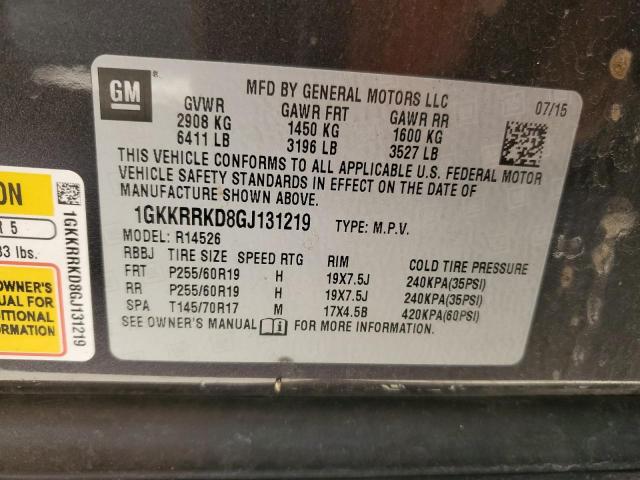 GM
MFD BY GENERAL MOTORS LLC
07/15
GVWR GAWR FRT GAWR RR
2908 KG 1450 KG 1600 KG
6411 LB 3196 LB 3527 LB
THIS VEHICLE CONFORMS TO ALL APPLICABLE U.S. FEDERAL MOTOR
VEHICLE SAFETY STANDARDS IN EFFECT ON THE DATE OF
MANUFACTURE SHOWN ABOVE.
1GKKRRKD8GJ131219 TYPE: M.P.V.
MODEL: R14526
RBBJ TIRE SIZE SPEED RTG RIM COLD TIRE PRESSURE
FRT P255/60R19 H 19X7.5J 240KPA(35PSI)
RR P255/60R19 H 19X7.5J 240KPA(35PSI)
SPA T145/70R17 M 17X4.5B 420KPA(60PSI)
SEE OWNER'S MANUAL FOR MORE INFORMATION.
ON
R 5
33 lbs.
OWNER'S
UAL FOR
DITIONAL
RMATION
1GKKRRKD8GJ131219